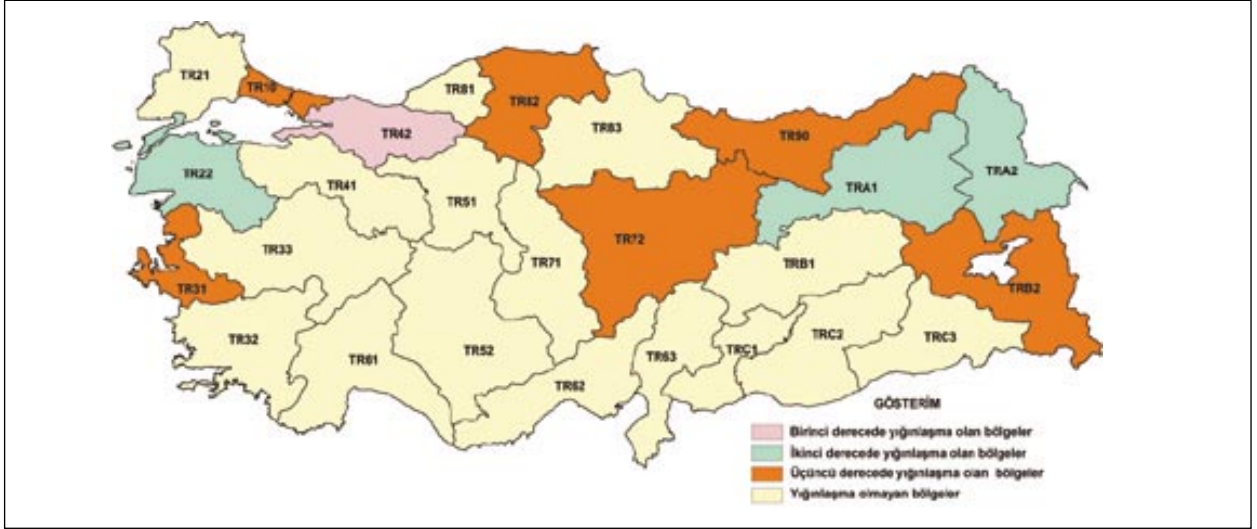 TR21
TR10
TR81
TR82
TR42
TR83
TR90
TRA1
TRA2
TR22
TR41
TR51
TR72
TR33
TR71
TRB1
TRB2
TR31
TR32
TR61
TR52
TR62
TR63
TRC1
TRC2
TRC3
GÖSTERİM
Birinci derecede yığınlaşma olan bölgeler
İkinci derecede yığınlaşma olan bölgeler
Üçüncü derecede yığınlaşma olan bölgeler
Yığınlaşma olmayan bölgeler